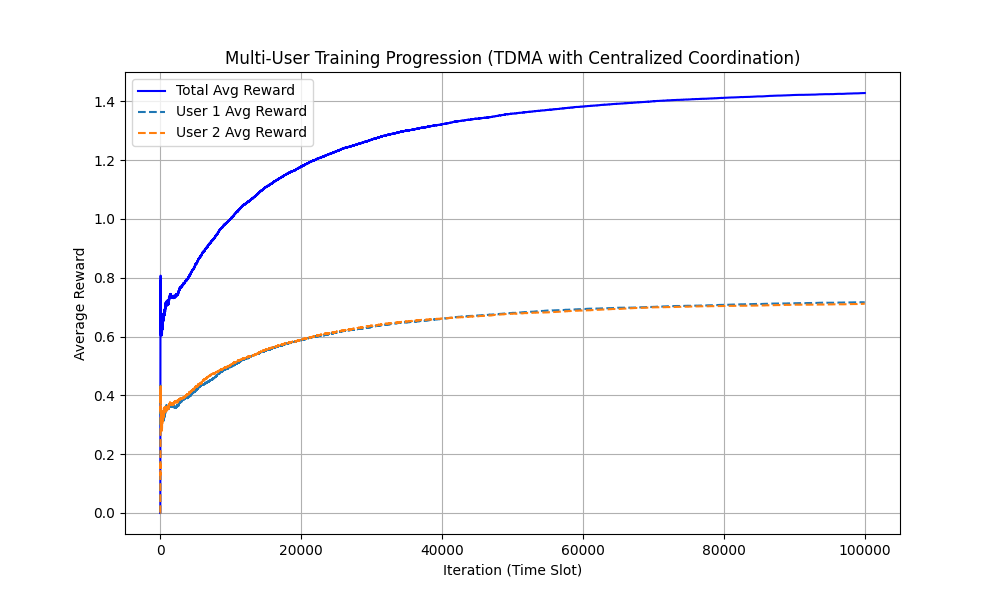 Multi-User Training Progression (TDMA with Centralized Coordination)
Total Avg Reward
User 1 Avg Reward
User 2 Avg Reward
Average Reward
1.4
1.2
1.0
0.8
0.6
0.4
0.2
0.0
0 20000 40000 60000 80000 100000
Iteration (Time Slot)